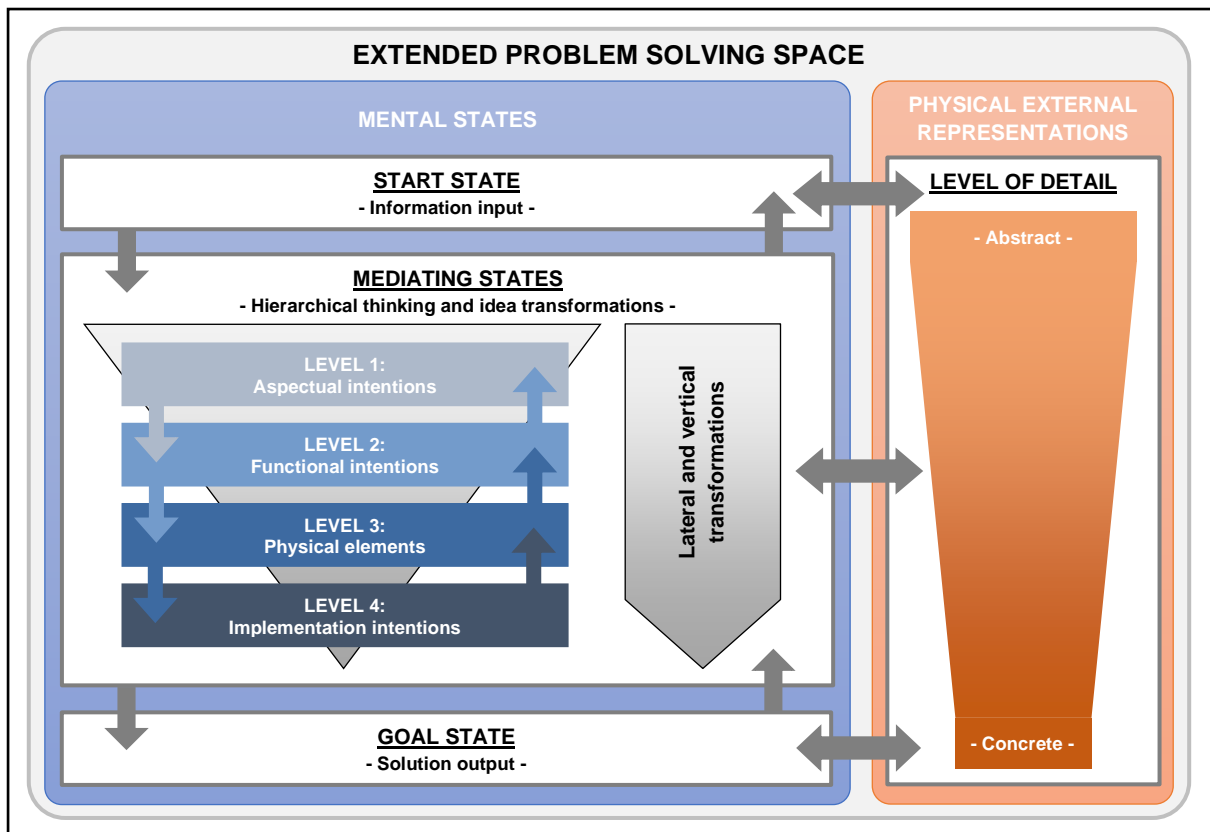 EXTENDED PROBLEM SOLVING SPACE
MENTAL STATES
START STATE
- Information input -
MEDIATING STATES
- Hierarchical thinking and idea transformations -
LEVEL 1:
Aspectual intentions
LEVEL 2:
Functional intentions
LEVEL 3:
Physical elements
LEVEL 4:
Implementation intentions
Lateral and vertical
transformations
GOAL STATE
- Solution output -
PHYSICAL EXTERNAL
REPRESENTATIONS
LEVEL OF DETAIL
- Abstract -
- Concrete -